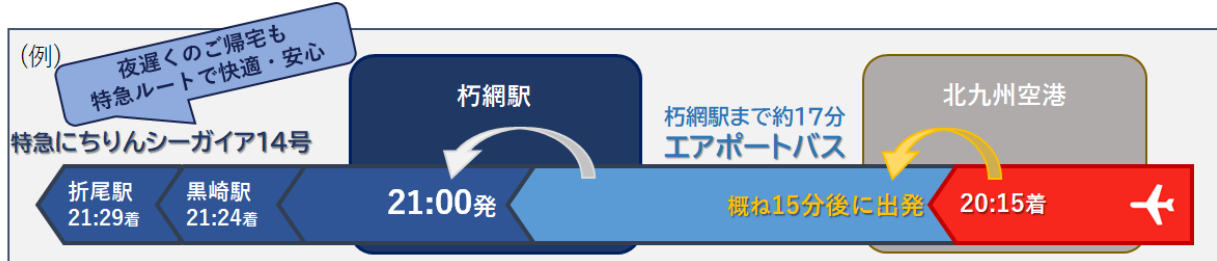 (例)
夜遅くのご帰宅も
特急ルートで快適・安心
特急にちりんシーガイア14号
朽網駅
朽網駅まで約17分
エアポートバス
北九州空港
折尾駅
21:29着
黒崎駅
21:24着
21:00発
概ね15分後に出発
20:15着